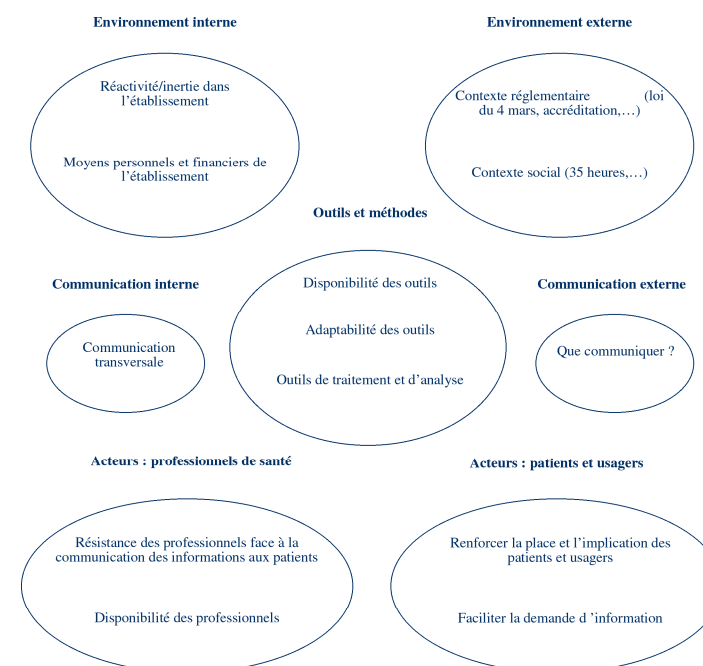 Environnement interne
Environnement externe
Réactivité/inertie dans
l’établissement
Moyens personnels et financiers de
l’établissement
Contexte réglementaire (loi
du 4 mars, accréditation,…)
Contexte social (35 heures,…)
Outils et méthodes
Disponibilité des outils
Adaptabilité des outils
Outils de traitement et d’analyse
Communication interne
Communication
transversale
Communication externe
Que communiquer ?
Acteurs : professionnels de santé
Résistance des professionnels face à la
communication des informations aux patients
Disponibilité des professionnels
Acteurs : patients et usagers
Renforcer la place et l’implication des
patients et usagers
Faciliter la demande d ’information